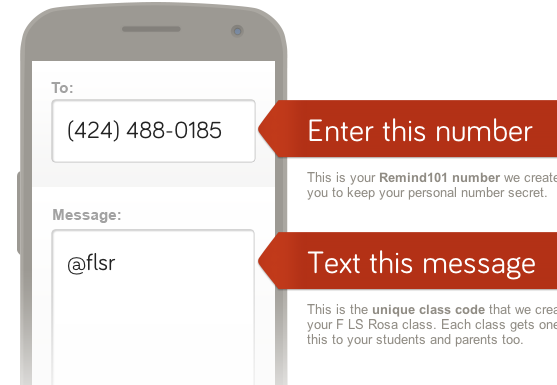 To:
(424) 488-0185
Enter this number
This is your Remind101 number we create
you to keep your personal number secret.
Message:
@flsr
Text this message
This is the unique class code that we crea
your F LS Rosa class. Each class gets one
this to your students and parents too.